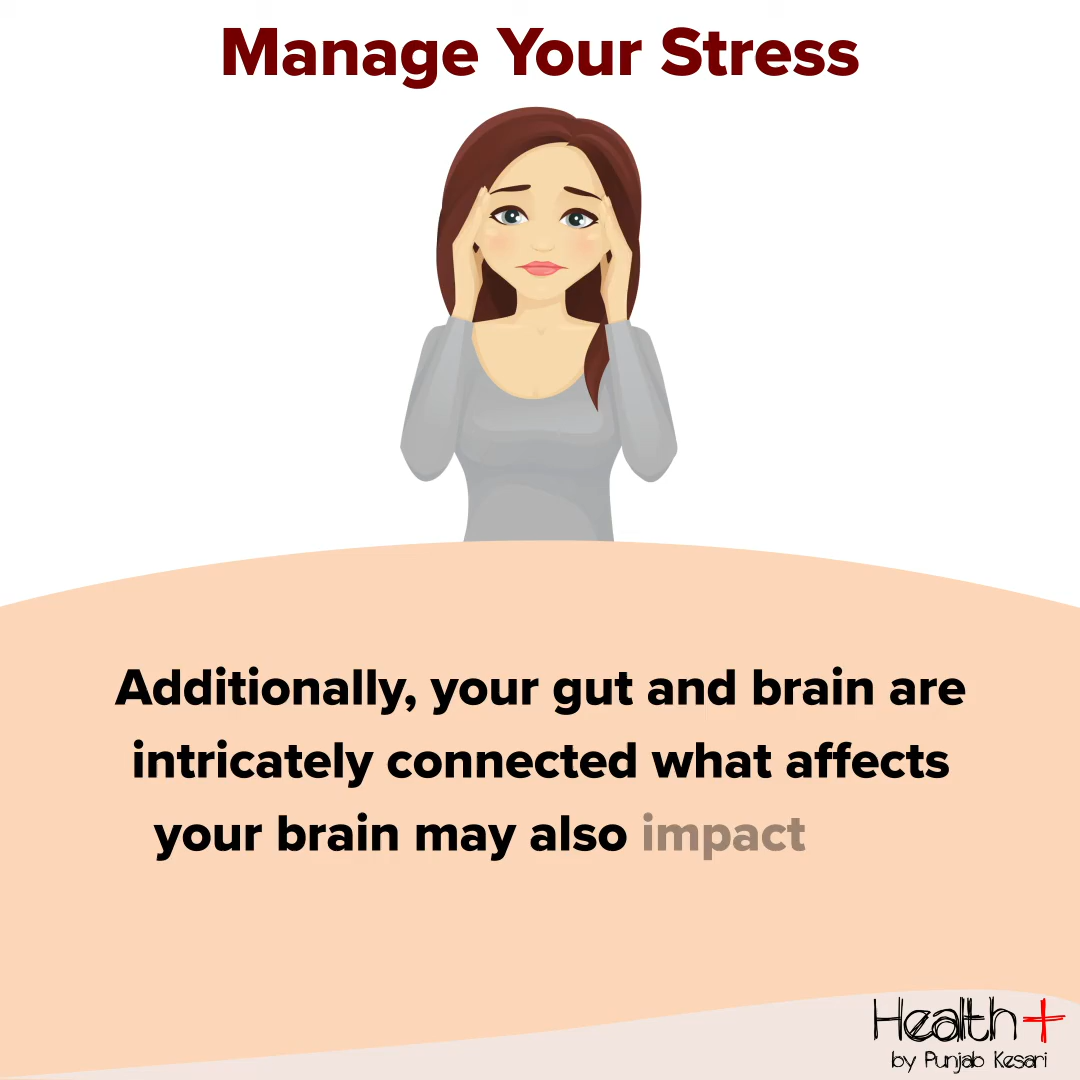 Manage Your Stress
Additionally, your gut and brain are
intricately connected what affects
your brain may also impact
Health+
by Punjab Kesari